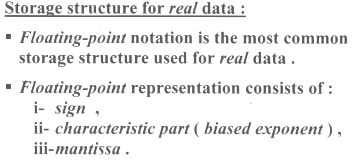 Storage structure for real data :
▪ Floating-point notation is the most common
storage structure used for real data .
▪ Floating-point representation consists of :
i- sign ,
ii- characteristic part ( biased exponent ) ,
iii-mantissa .